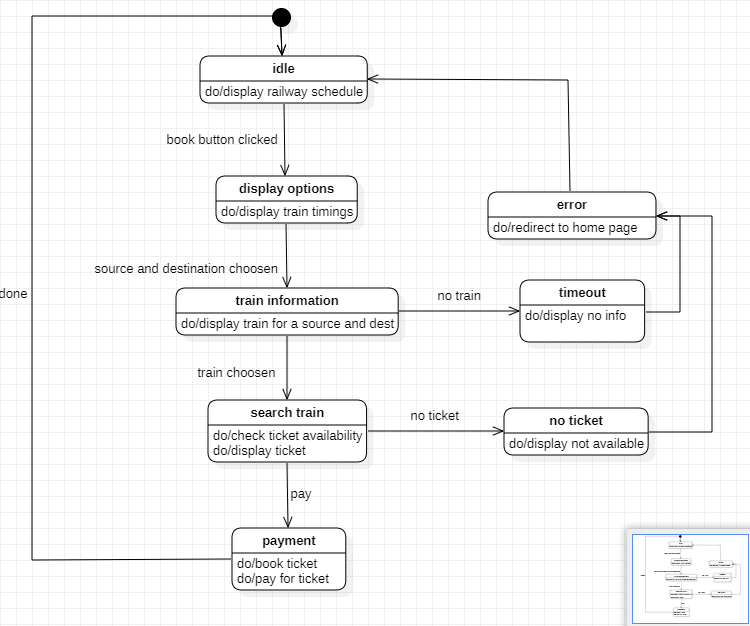 idle
do/display railway schedule
book button clicked
display options
do/display train timings
error
do/redirect to home page
source and destination choosen
done
train information
do/display train for a source and dest
no train
timeout
do/display no info
train choosen
search train
do/check ticket availability
do/display ticket
no ticket
no ticket
do/display not available
pay
payment
do/book ticket
do/pay for ticket